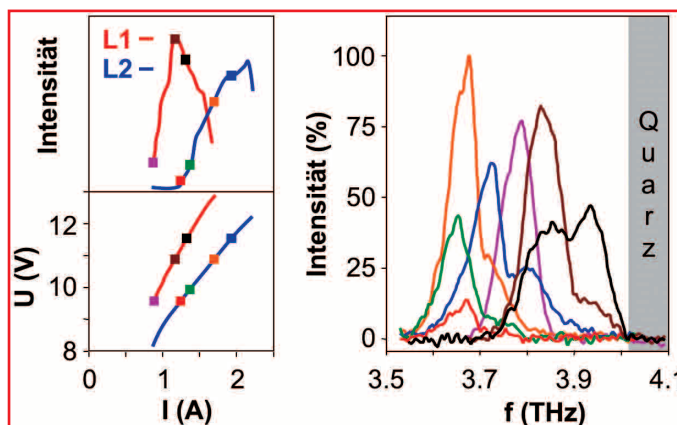 Intensität
L1 –
L2 –
U (V)
12
10
8
0
1
2
I (A)
Intensität (%)
100
75
50
25
0
Quarz
3.5
3.7
3.9
4.1
f (THz)